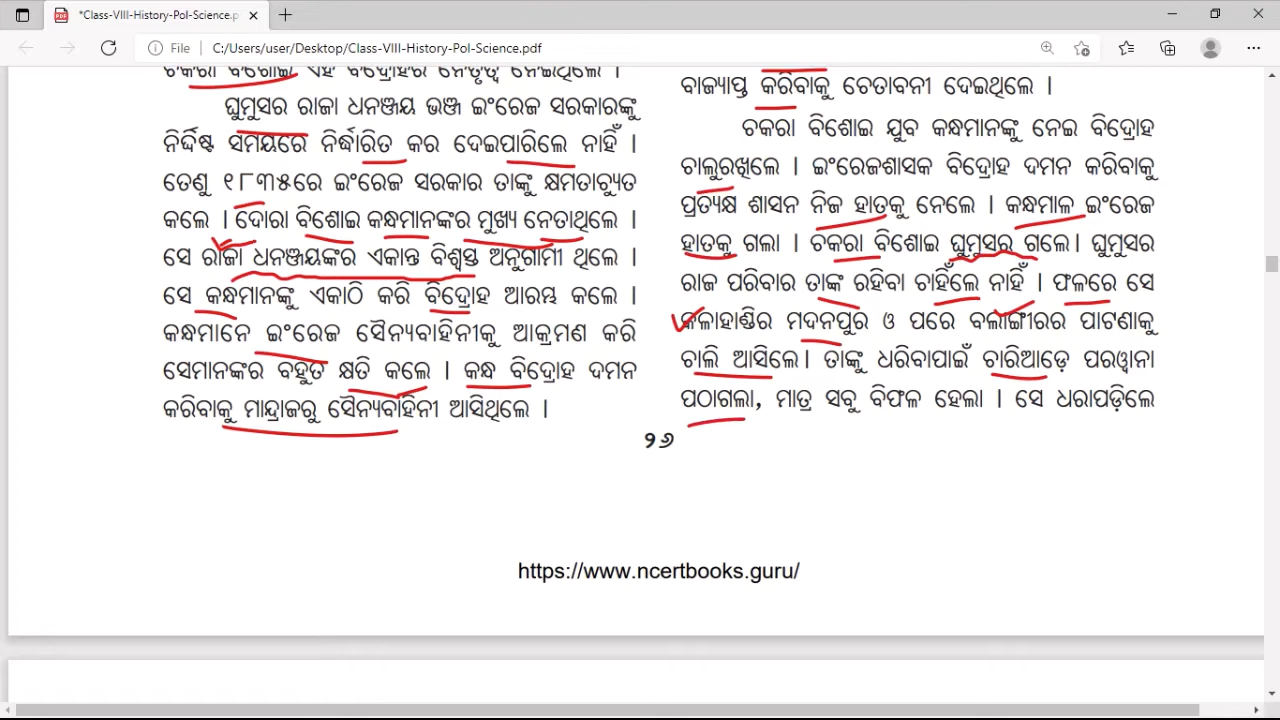 *Class-VIII-History-Pol-Science.p
File
C:/Users/user/Desktop/Class-VIII-History-Pol-Science.pdf
ଚକରା ବିଶୋଇ ଏହି ବିଦ୍ରୋହର ନେତୃତ୍ୱ ନେଇଥିଲେ ।
ଘୁମୁସର ରାଜା ଧନଞ୍ଜୟ ଭଞ୍ଜ ଇଂରେଜ ସରକାରଙ୍କୁ
ନିର୍ଦ୍ଦିଷ୍ଟ ସମୟରେ ନିର୍ଦ୍ଧାରିତ କର ଦେଇପାରିଲେ ନାହିଁ ।
ତେଣୁ ୧୮୩୫ରେ ଇଂରେଜ ସରକାର ତାଙ୍କୁ କ୍ଷମତାଚ୍ୟୁତ
କଲେ । ଦୋରା ବିଶୋଇ କନ୍ଧମାନଙ୍କର ମୁଖ୍ୟ ନେତାଥିଲେ ।
ସେ ରାଜା ଧନଞ୍ଜୟଙ୍କର ଏକାନ୍ତ ବିଶ୍ୱସ୍ତ ଅନୁଗାମୀ ଥିଲେ ।
ସେ କନ୍ଧମାନଙ୍କୁ ଏକାଠି କରି ବିଦ୍ରୋହ ଆରମ୍ଭ କଲେ ।
କନ୍ଧମାନେ ଇଂରେଜ ସୈନ୍ୟବାହିନୀକୁ ଆକ୍ରମଣ କରି
ସେମାନଙ୍କର ବହୁତ କ୍ଷତି କଲେ । କନ୍ଧ ବିଦ୍ରୋହ ଦମନ
କରିବାକୁ ମାନ୍ଦ୍ରାଜରୁ ସୈନ୍ୟବାହିନୀ ଆସିଥିଲେ ।
ବାଜ୍ୟାପ୍ତ କରିବାକୁ ଚେତାବନୀ ଦେଇଥିଲେ ।
ଚକରା ବିଶୋଇ ଯୁବ କନ୍ଧମାନଙ୍କୁ ନେଇ ବିଦ୍ରୋହ
ଚାଲୁରଖିଲେ । ଇଂରେଜଶାସକ ବିଦ୍ରୋହ ଦମନ କରିବାକୁ
ପ୍ରତ୍ୟକ୍ଷ ଶାସନ ନିଜ ହାତକୁ ନେଲେ । କନ୍ଧମାଳ ଇଂରେଜ
ହାତକୁ ଗଲା । ଚକରା ବିଶୋଇ ଘୁମୁସର ଗଲେ। ଘୁମୁସର
ରାଜ ପରିବାର ତାଙ୍କ ରହିବା ଚାହିଁଲେ ନାହିଁ । ଫଳରେ ସେ
କଳାହାଣ୍ଡିର ମଦନପୁର ଓ ପରେ ବଲାଙ୍ଗୀରର ପାଟଣାକୁ
ଚାଲି ଆସିଲେ। ତାଙ୍କୁ ଧରିବାପାଇଁ ଚାରିଆଡ଼େ ପରୱାନା
ପଠାଗଲା, ମାତ୍ର ସବୁ ବିଫଳ ହେଲା । ସେ ଧରାପଡ଼ିଲେ
୨୬
https://www.ncertbooks.guru/